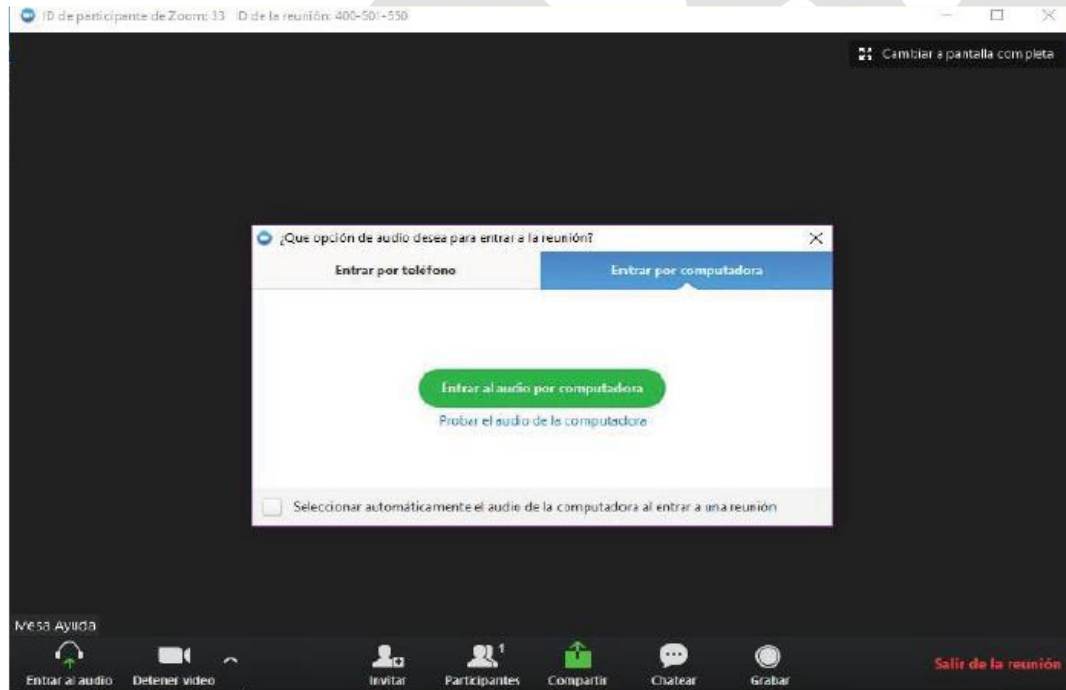 ID de participante de Zoom: 33 ID de la reunión: 400-501-550
Cambiar a pantalla completa
¿Que opción de audio desea para entrar a la reunión?
Entrar por teléfono Entrar por computadora
Entrar al audio por computadora
Probar el audio de la computadora
Seleccionar automáticamente el audio de la computadora al entrar a una reunión
Mesa Ayuda
1
Entrar al audio Detener video Invitar Participantes Compartir Chatear Grabar Salir de la reunión